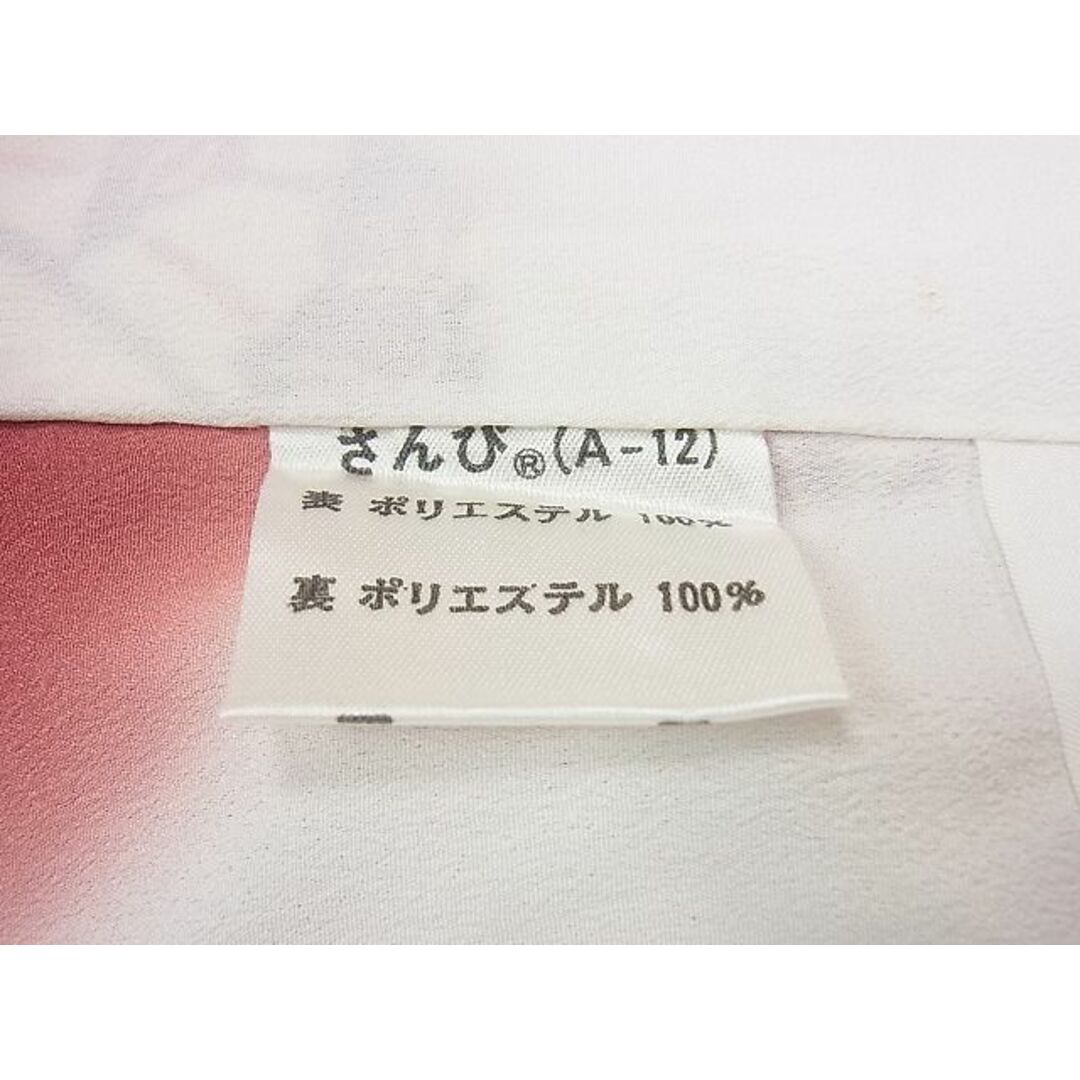 さんび®(A-12)
表 ポリエステル 100%
裏 ポリエステル 100%